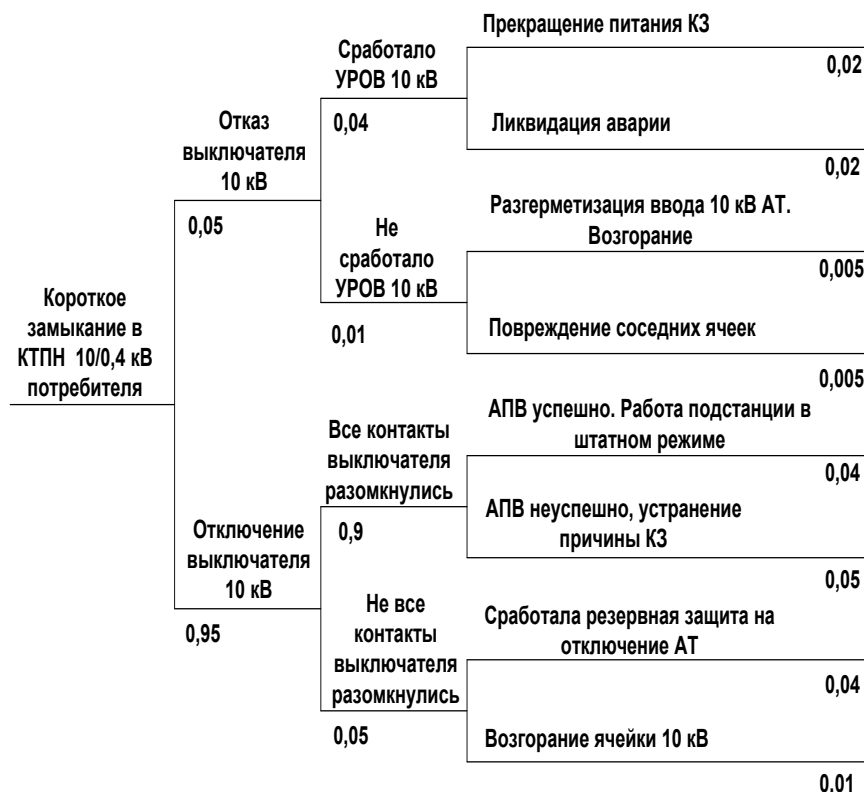 Прекращение питания КЗ
0,02
Сработало
УРОВ 10 кВ
0,04
Ликвидация аварии
0,02
Отказ
выключателя
10 кВ
0,05
Разгерметизация ввода 10 кВ АТ.
Возгорание
0,005
Не
сработало
УРОВ 10 кВ
0,01
Повреждение соседних ячеек
0,005
Короткое
замыкание в
КТПН 10/0,4 кВ
потребителя
АПВ успешно. Работа подстанции в
штатном режиме
0,04
Все контакты
выключателя
разомкнулись
0,9
АПВ неуспешно, устранение
причины КЗ
0,05
Отключение
выключателя
10 кВ
0,95
Сработала резервная защита на
отключение АТ
0,04
Не все
контакты
выключателя
разомкнулись
0,05
Возгорание ячейки 10 кВ
0,01